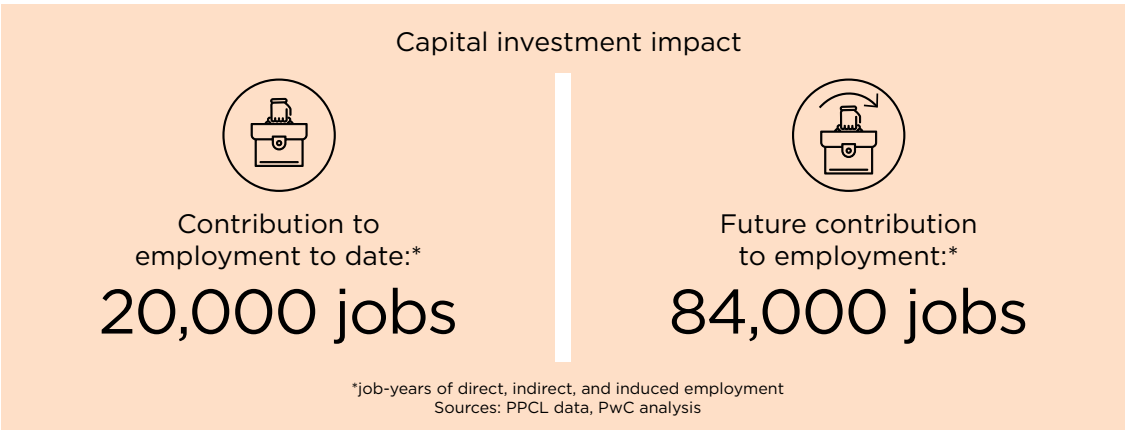 Capital investment impact
Contribution to
employment to date:*
20,000 jobs
Future contribution
to employment:*
84,000 jobs
*job-years of direct, indirect, and induced employment
Sources: PPCL data, PwC analysis